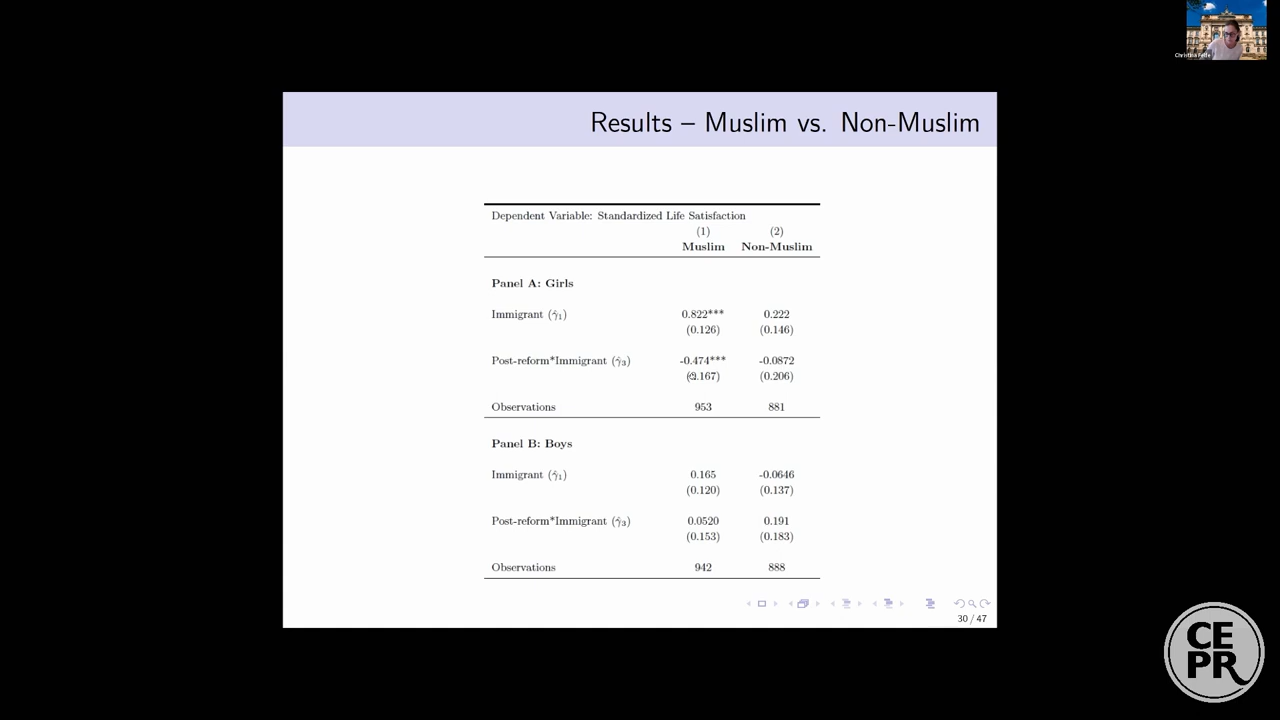 Christina Felfe
Results – Muslim vs. Non-Muslim
Dependent Variable: Standardized Life Satisfaction
(1) (2)
Muslim Non-Muslim
Panel A: Girls
Immigrant (γ̂₁) 0.822*** 0.222
(0.126) (0.146)
Post-reform*Immigrant (γ̂₃) -0.474*** -0.0872
(0.167) (0.206)
Observations 953 881
Panel B: Boys
Immigrant (γ̂₁) 0.165 -0.0646
(0.120) (0.137)
Post-reform*Immigrant (γ̂₃) 0.0520 0.191
(0.153) (0.183)
Observations 942 888
30 / 47
CE
PR